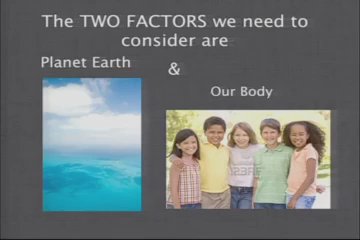 The TWO FACTORS we need to
consider are
Planet Earth
&
Our Body